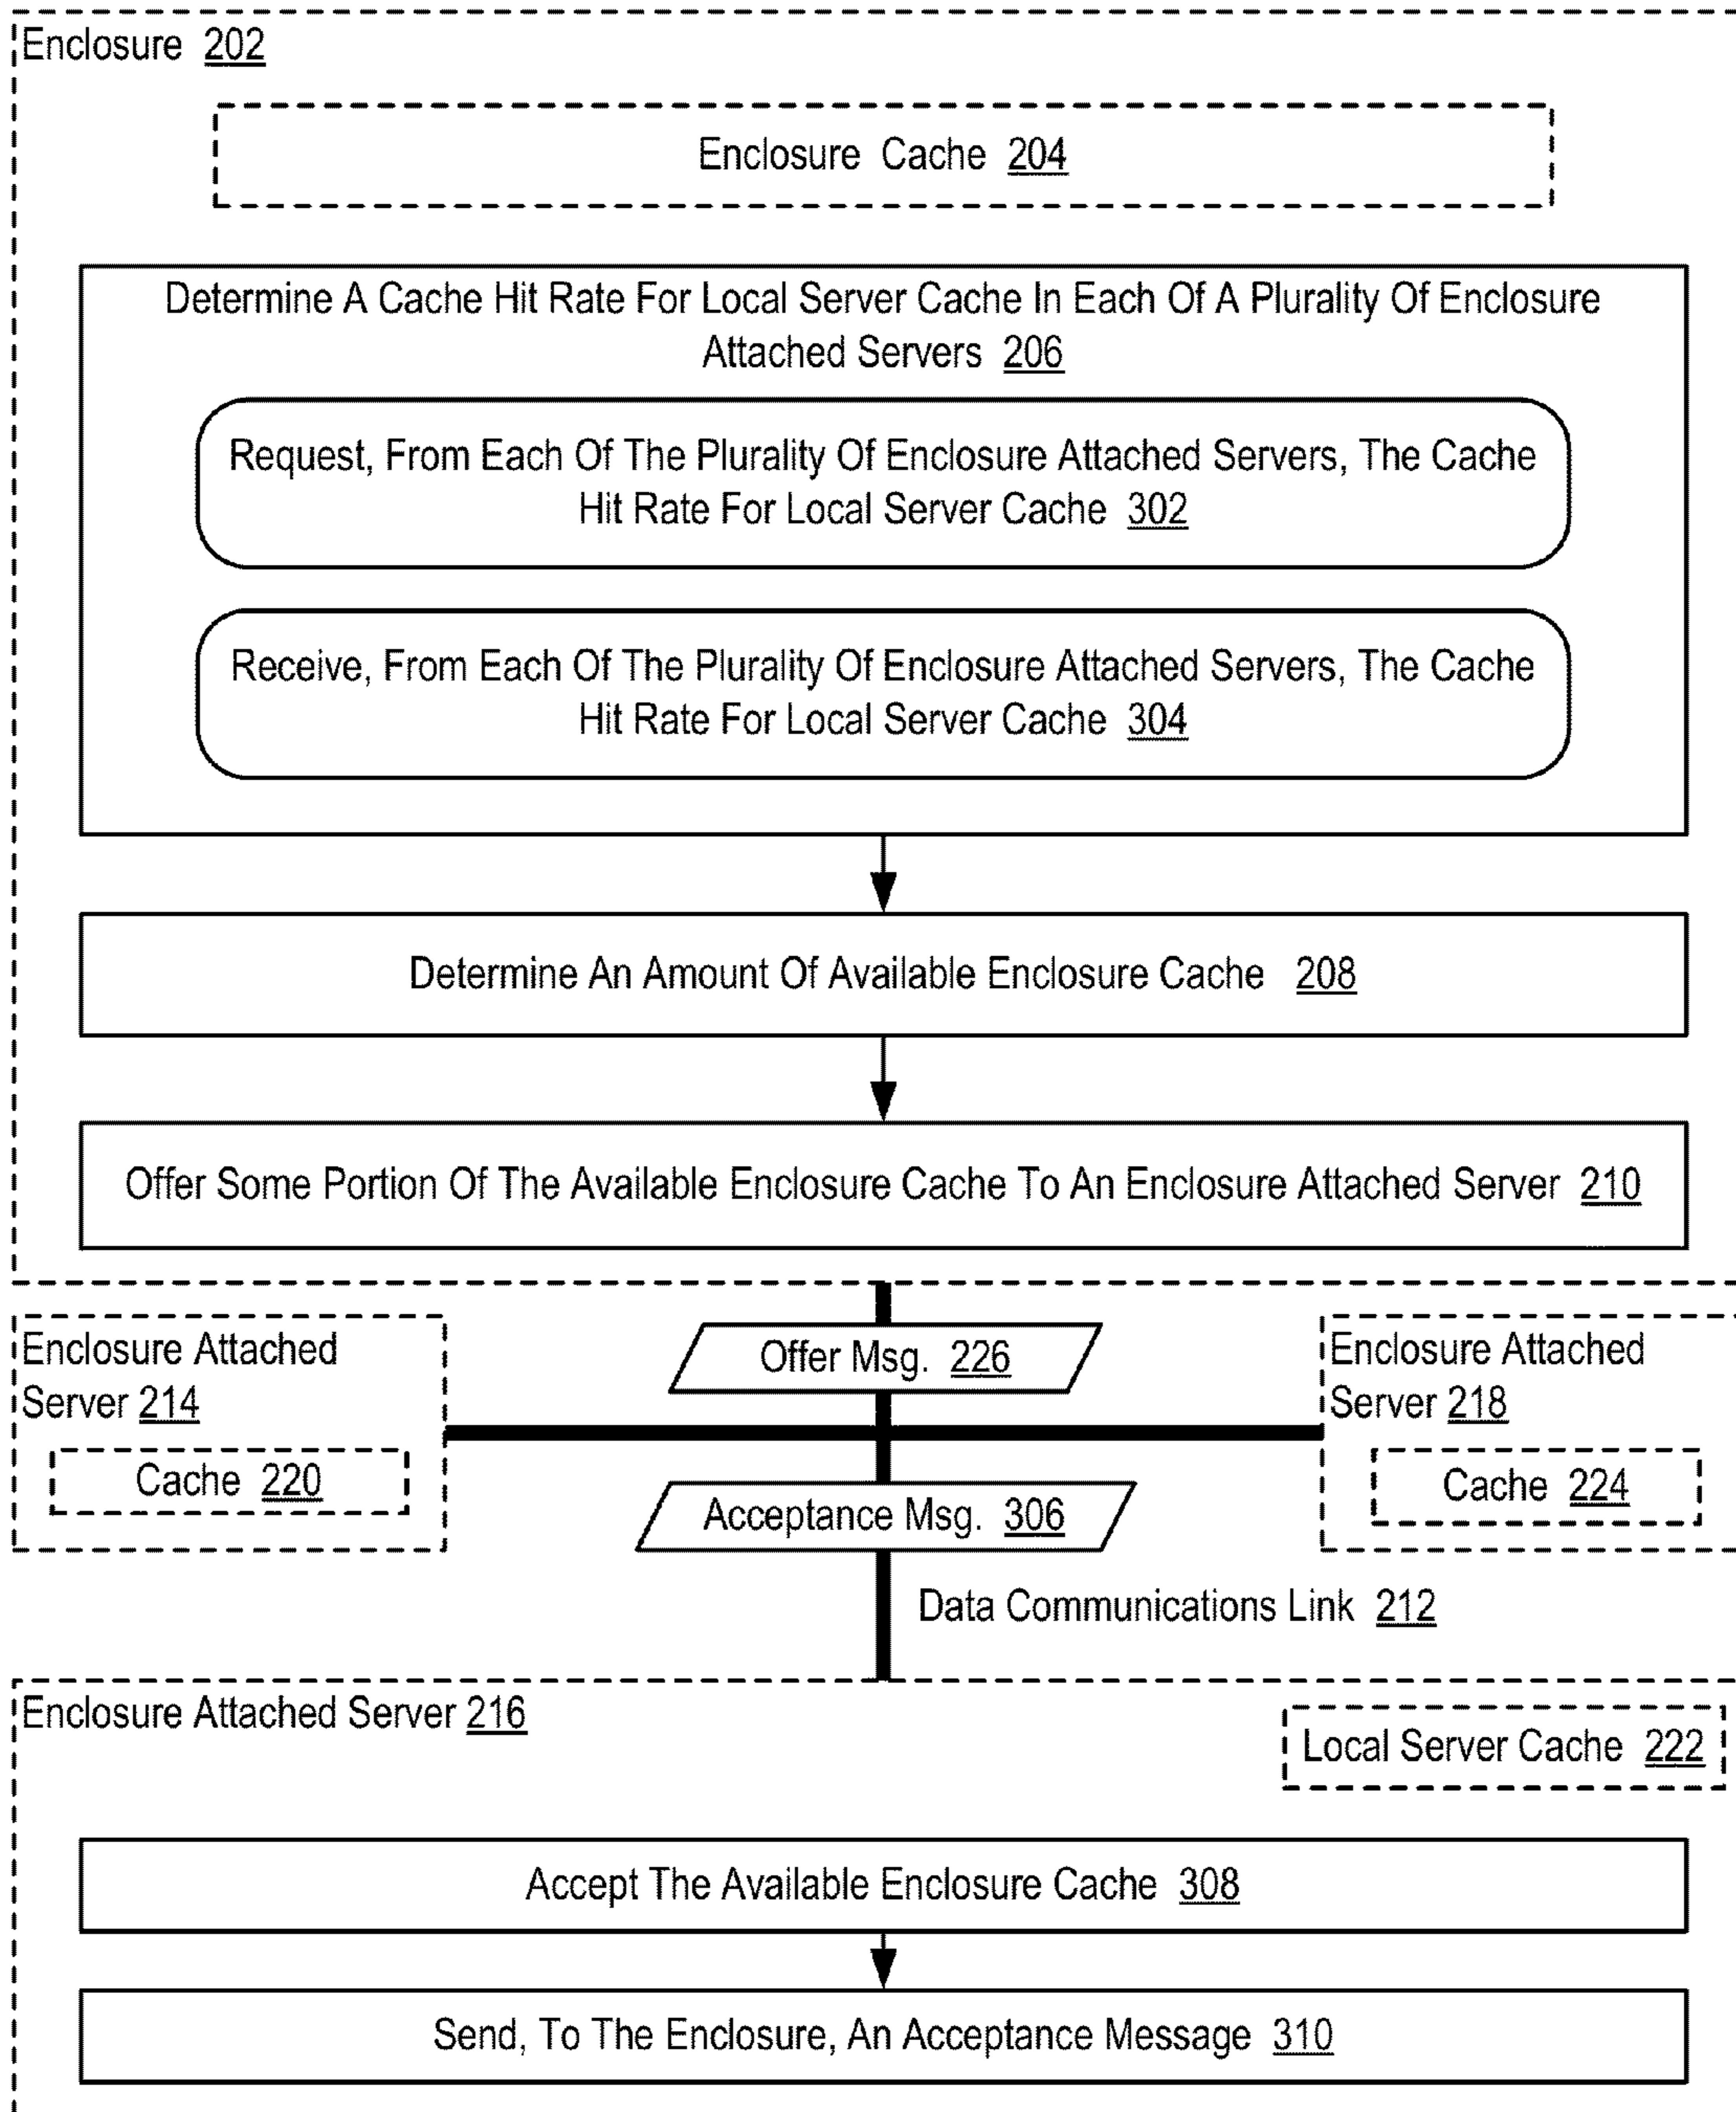 Enclosure 202
Enclosure Cache 204
Determine A Cache Hit Rate For Local Server Cache In Each Of A Plurality Of Enclosure
Attached Servers 206
Request, From Each Of The Plurality Of Enclosure Attached Servers, The Cache
Hit Rate For Local Server Cache 302
Receive, From Each Of The Plurality Of Enclosure Attached Servers, The Cache
Hit Rate For Local Server Cache 304
Determine An Amount Of Available Enclosure Cache 208
Offer Some Portion Of The Available Enclosure Cache To An Enclosure Attached Server 210
Enclosure Attached
Server 214
Cache 220
Offer Msg. 226
Acceptance Msg. 306
Enclosure Attached
Server 218
Cache 224
Data Communications Link 212
Enclosure Attached Server 216
Local Server Cache 222
Accept The Available Enclosure Cache 308
Send, To The Enclosure, An Acceptance Message 310